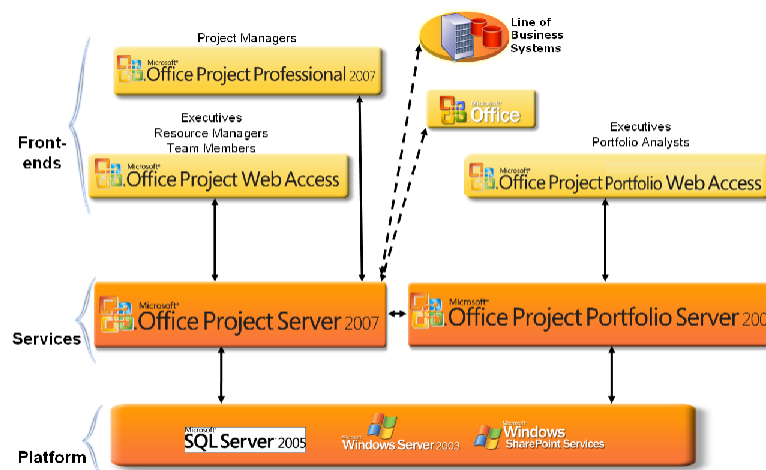 Line of
Business
Systems
Project Managers
Microsoft®
Office Project Professional 2007
Microsoft®
Office
Executives
Resource Managers
Team Members
Executives
Portfolio Analysts
Front-
ends
Microsoft®
Office Project Web Access
Microsoft®
Office Project Portfolio Web Access
Services
Microsoft®
Office Project Server 2007
Microsoft®
Office Project Portfolio Server 200
Platform
Microsoft®
SQL Server 2005
Microsoft®
Windows Server 2003
Microsoft®
Windows
SharePoint Services